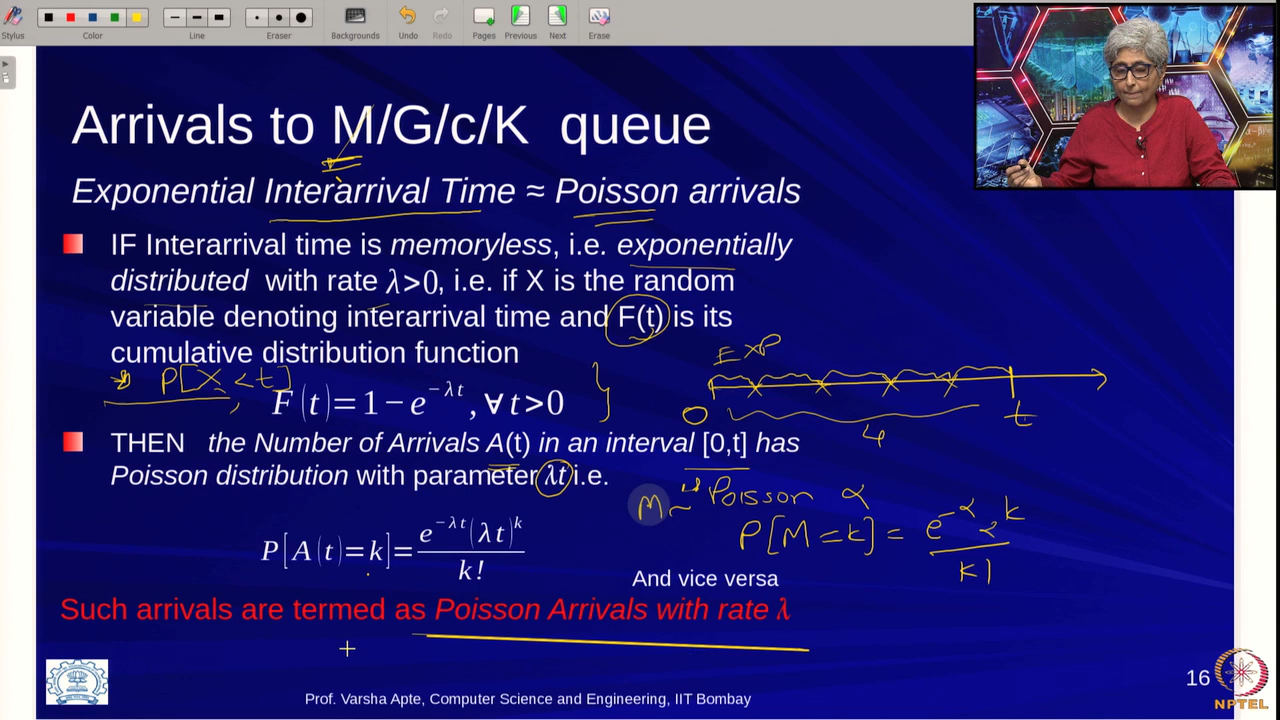 Stylus Color Line Eraser Backgrounds Undo Redo Pages Previous Next Erase
Arrivals to M/G/c/K queue
Exponential Interarrival Time ≈ Poisson arrivals
IF Interarrival time is memoryless, i.e. exponentially
distributed with rate λ>0, i.e. if X is the random
variable denoting interarrival time and F(t) is its
cumulative distribution function
EXP
P[X<t]
F(t)=1−e^{−λt}, ∀ t>0
0 4 t
THEN the Number of Arrivals A(t) in an interval [0,t] has
Poisson distribution with parameter λt i.e.
M ~ Poisson α
P[M=k] = e^{-α} α^k / k!
P[A(t)=k]= e^{−λt}(λt)^k / k!
And vice versa
Such arrivals are termed as Poisson Arrivals with rate λ
Prof. Varsha Apte, Computer Science and Engineering, IIT Bombay
16
NPTEL